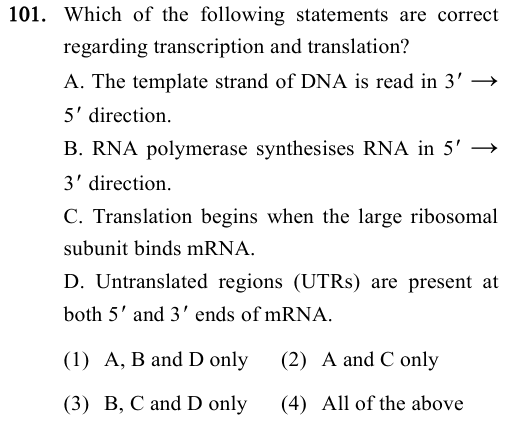 101. Which of the following statements are correct
regarding transcription and translation?
A. The template strand of DNA is read in 3′ →
5′ direction.
B. RNA polymerase synthesises RNA in 5′ →
3′ direction.
C. Translation begins when the large ribosomal
subunit binds mRNA.
D. Untranslated regions (UTRs) are present at
both 5′ and 3′ ends of mRNA.
(1) A, B and D only (2) A and C only
(3) B, C and D only (4) All of the above